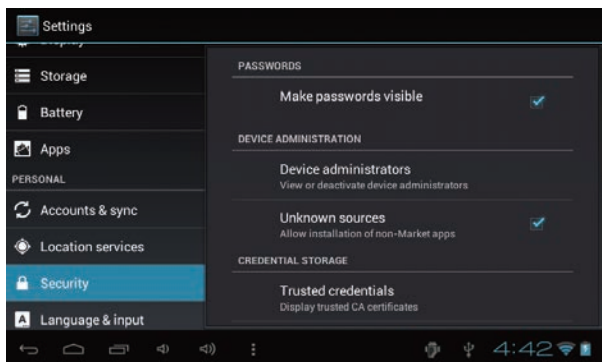 Settings
Display
Storage
Battery
Apps
PERSONAL
Accounts & sync
Location services
Security
Language & input
PASSWORDS
Make passwords visible
DEVICE ADMINISTRATION
Device administrators
View or deactivate device administrators
Unknown sources
Allow installation of non-Market apps
CREDENTIAL STORAGE
Trusted credentials
Display trusted CA certificates
A
4:42